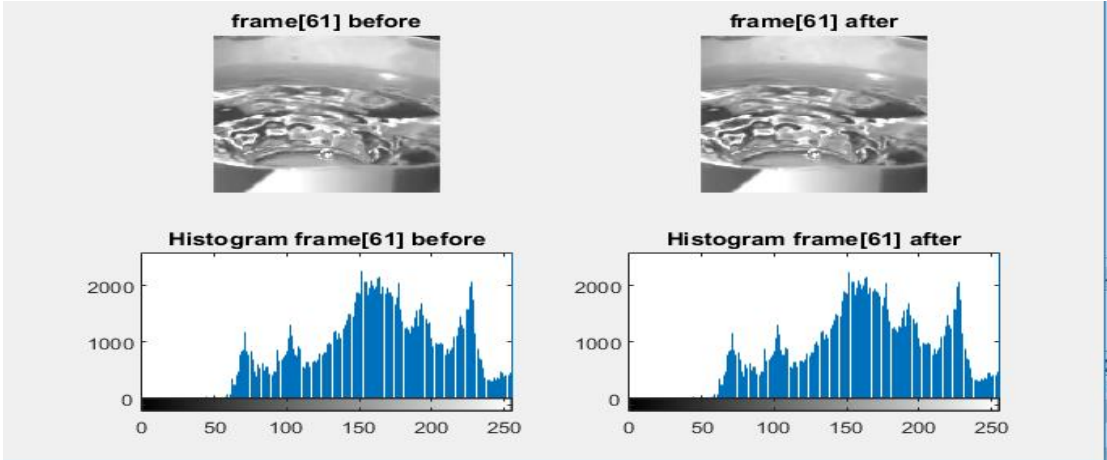 frame[61] before
frame[61] after
Histogram frame[61] before
Histogram frame[61] after
2000
1000
0
0 50 100 150 200 250
2000
1000
0
0 50 100 150 200 250